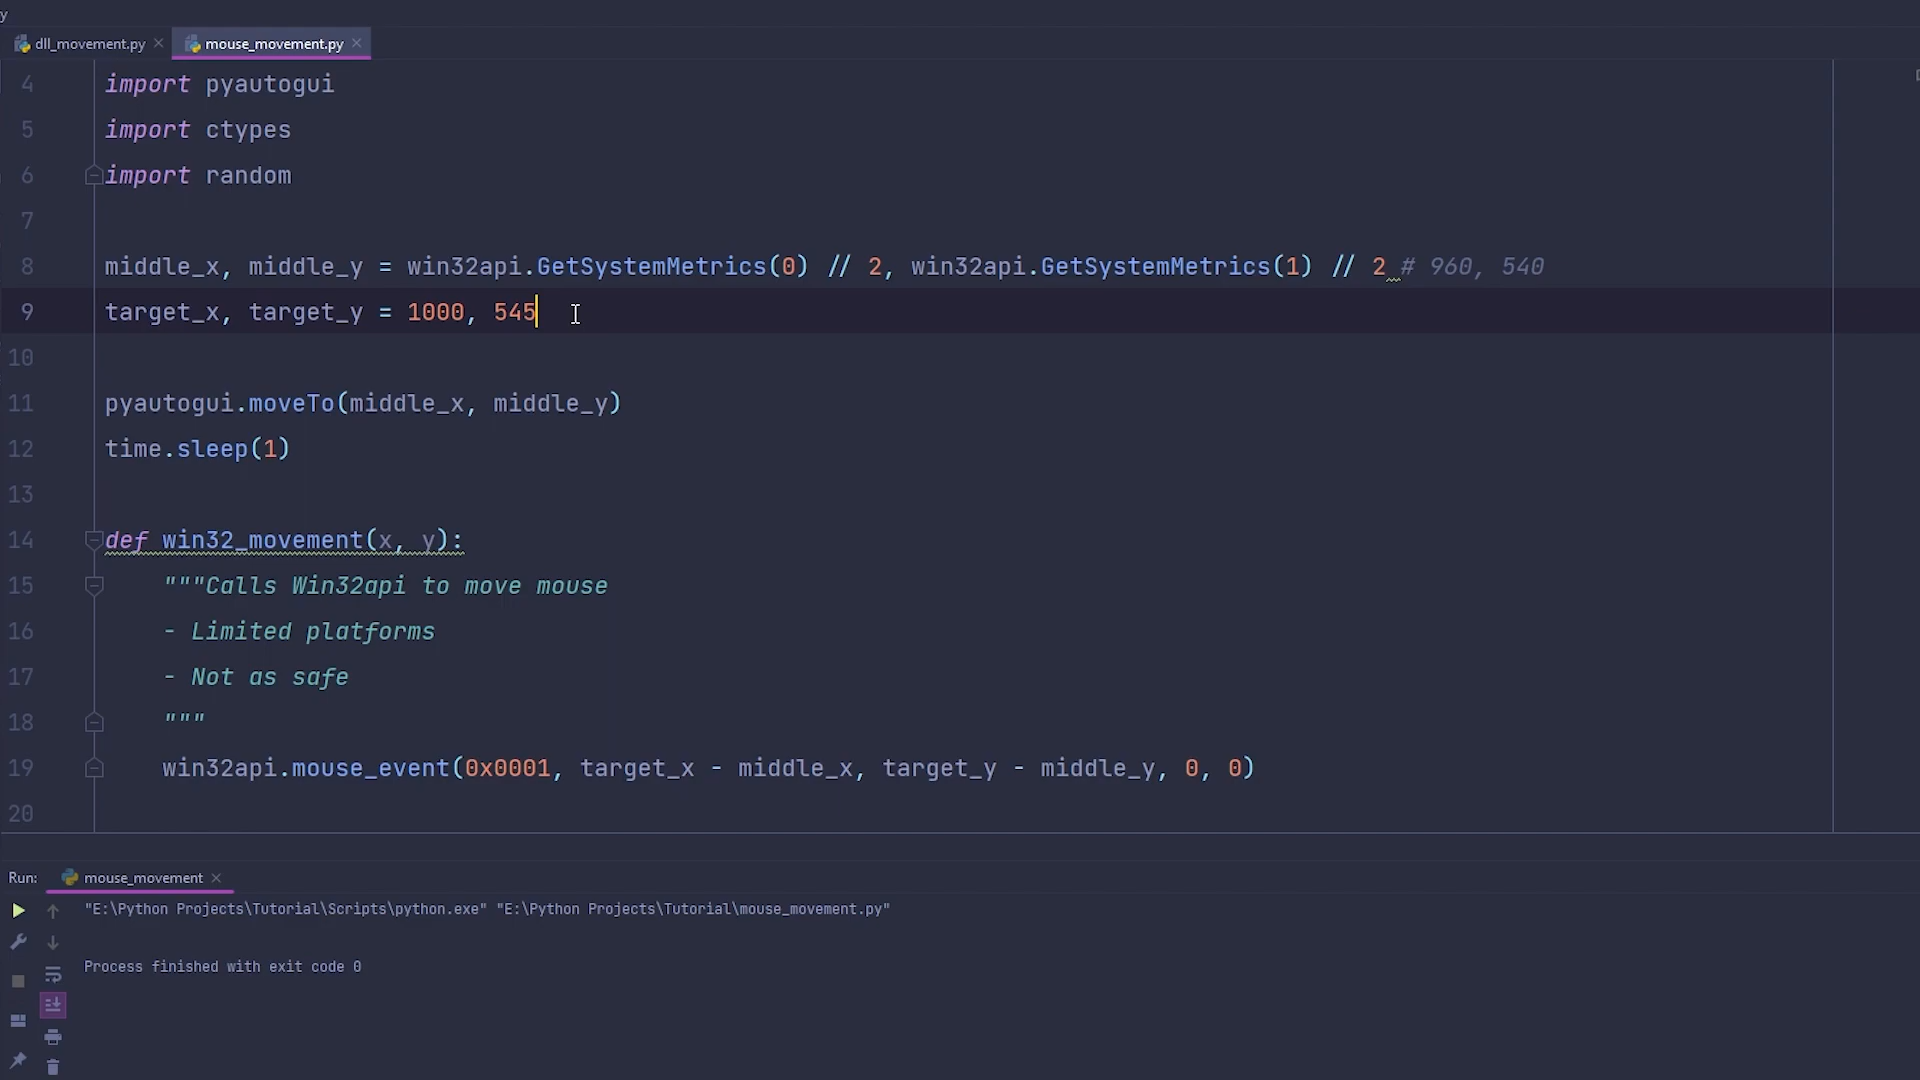 y
dll_movement.py
mouse_movement.py
4 import pyautogui
5 import ctypes
6 import random
7
8 middle_x, middle_y = win32api.GetSystemMetrics(0) // 2, win32api.GetSystemMetrics(1) // 2 # 960, 540
9 target_x, target_y = 1000, 545
10
11 pyautogui.moveTo(middle_x, middle_y)
12 time.sleep(1)
13
14 def win32_movement(x, y):
15 """Calls Win32api to move mouse
16 - Limited platforms
17 - Not as safe
18 """
19 win32api.mouse_event(0x0001, target_x - middle_x, target_y - middle_y, 0, 0)
20
Run: mouse_movement
"E:\Python Projects\Tutorial\Scripts\python.exe" "E:\Python Projects\Tutorial\mouse_movement.py"
Process finished with exit code 0